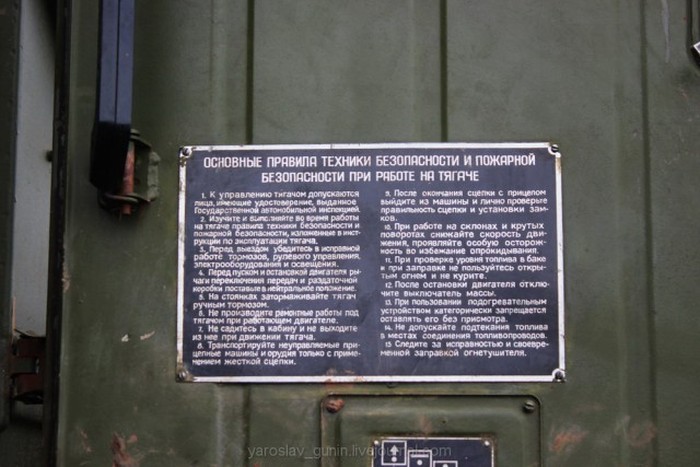 ОСНОВНЫЕ ПРАВИЛА ТЕХНИКИ БЕЗОПАСНОСТИ И ПОЖАРНОЙ
БЕЗОПАСНОСТИ ПРИ РАБОТЕ НА ТЯГАЧЕ
1. К управлению тягачом допускаются
лица, имеющие удостоверение, выданное
Государственной автомобильной инспекцией.
2. Изучите и выполняйте во время работы
на тягаче правила техники безопасности и
пожарной безопасности, изложенные в инст-
рукции по эксплуатации тягача.
3. Перед выездом убедитесь в исправной
работе тормозов, рулевого управления,
электрооборудования и освещения.
4. Перед пуском и остановкой двигателя ры-
чаги переключения передач и раздаточной
коробки поставьте в нейтральное положение.
5. На стоянках затормаживайте тягач
ручным тормозом.
6. Не производите ремонтные работы под
тягачом при работающем двигателе.
7. Не садитесь в кабину и не выходите
из нее при движении тягача.
8. Транспортируйте неуправляемые при-
цепные машины и орудия только с приме-
нением жесткой сцепки.
9. После окончания сцепки с прицепом
выйдите из машины и лично проверьте
правильность сцепки и установки зам-
ков.
10. При работе на склонах и крутых
поворотах снижайте скорость дви-
жения, проявляйте особую осторож-
ность во избежание опрокидывания.
11. При проверке уровня топлива в баке
и при заправке не пользуйтесь откры-
тым огнем и не курите.
12. После остановки двигателя отклю-
чите выключатель массы.
13. При пользовании подогревательным
устройством категорически запрещается
оставлять его без присмотра.
14. Не допускайте подтекания топлива
в местах соединения топливопроводов.
15 Следите за исправностью и своевре-
менной заправкой огнетушителя.
yaroslav_gunin.livejournal.com